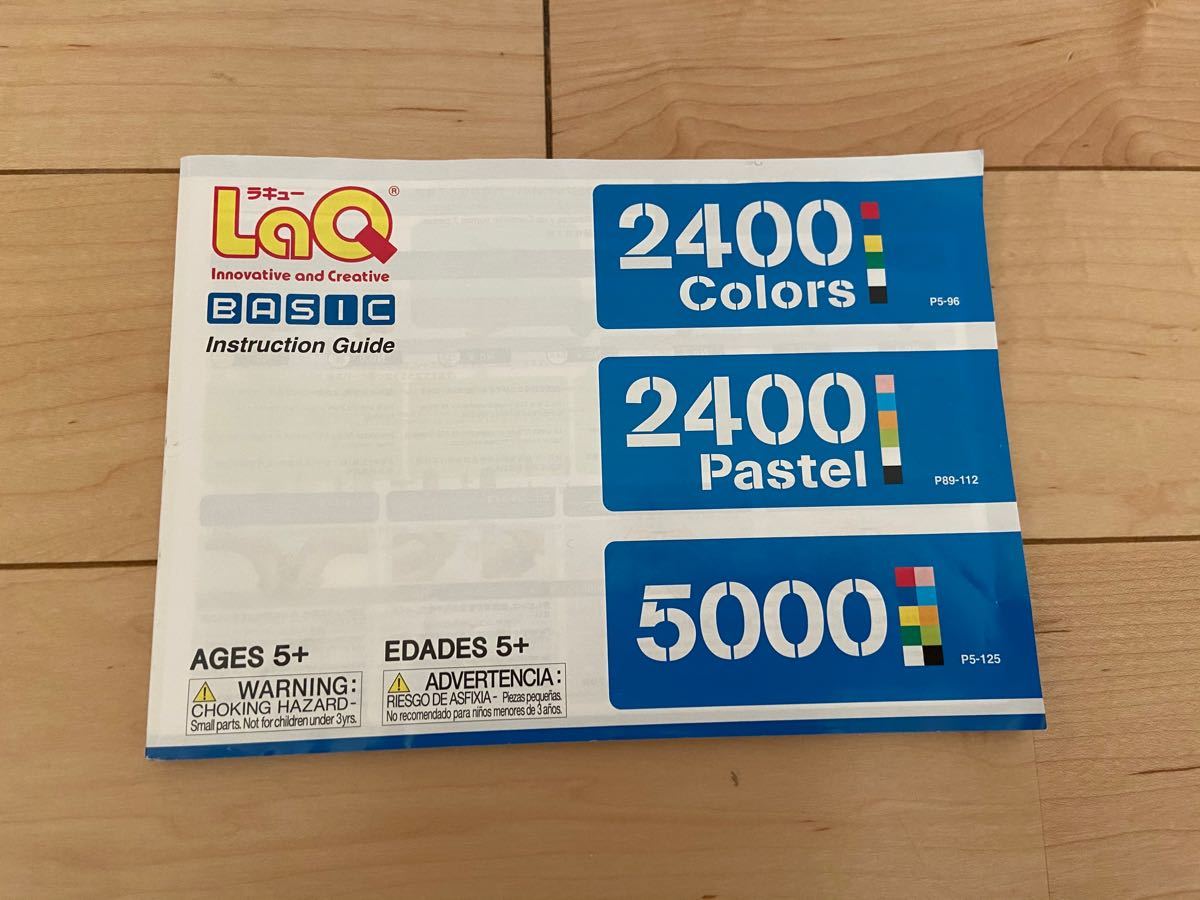 ラキュー
LaQ®
Innovative and Creative
BASIC
Instruction Guide
2400
Colors
P5-96
2400
Pastel
P89-112
5000
P5-125
AGES 5+
WARNING:
CHOKING HAZARD-
Small parts. Not for children under 3yrs.
EDADES 5+
ADVERTENCIA:
RIESGO DE ASFIXIA- Piezas pequeñas.
No recomendado para niños menores de 3 años.